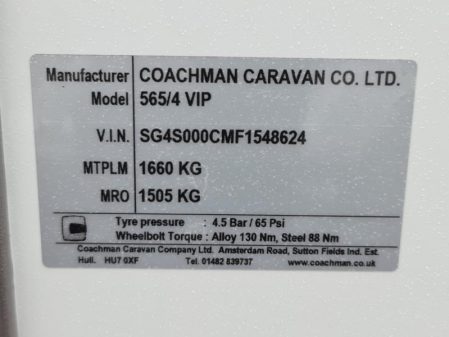 Manufacturer COACHMAN CARAVAN CO. LTD.
Model 565/4 VIP
V.I.N. SG4S000CMF1548624
MTPLM 1660 KG
MRO 1505 KG
Tyre pressure : 4.5 Bar / 65 Psi
Wheelbolt Torque : Alloy 130 Nm, Steel 88 Nm
Coachman Caravan Company Ltd. Amsterdam Road, Sutton Fields Ind. Est.
Hull. HU7 0XF Tel. 01482 839737 www.coachman.co.uk